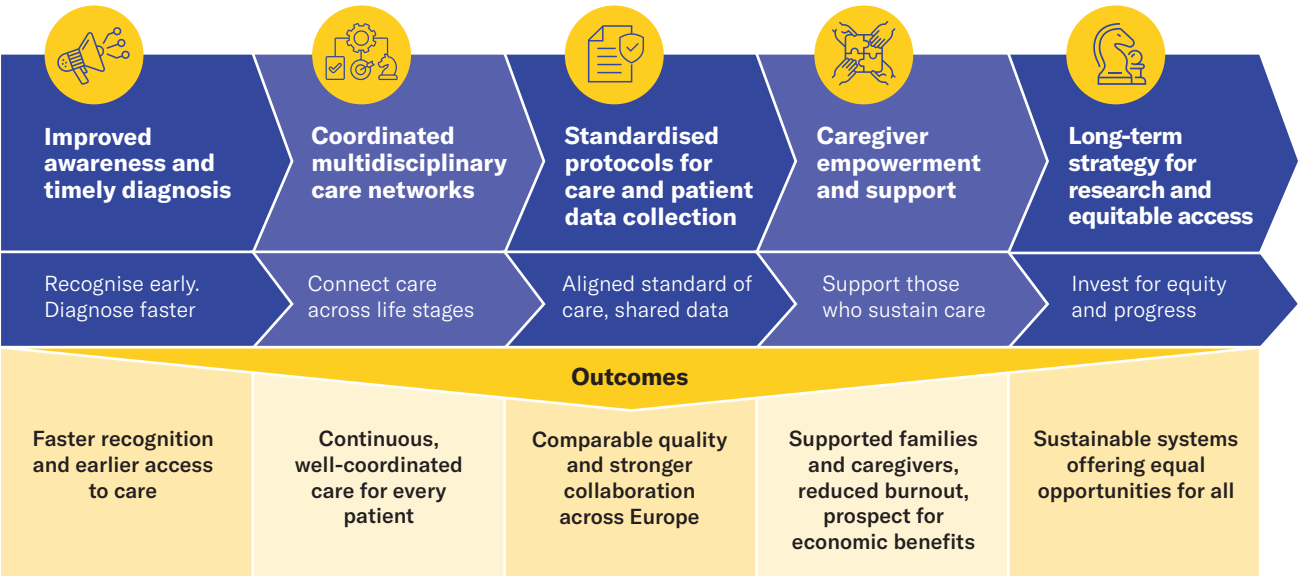 Improved
awareness and
timely diagnosis
Coordinated
multidisciplinary
care networks
Standardised
protocols for
care and patient
data collection
Caregiver
empowerment
and support
Long-term
strategy for
research and
equitable access
Recognise early.
Diagnose faster
Connect care
across life stages
Aligned standard of
care, shared data
Support those
who sustain care
Invest for equity
and progress
Outcomes
Faster recognition
and earlier access
to care
Continuous,
well-coordinated
care for every
patient
Comparable quality
and stronger
collaboration
across Europe
Supported families
and caregivers,
reduced burnout,
prospect for
economic benefits
Sustainable systems
offering equal
opportunities for all